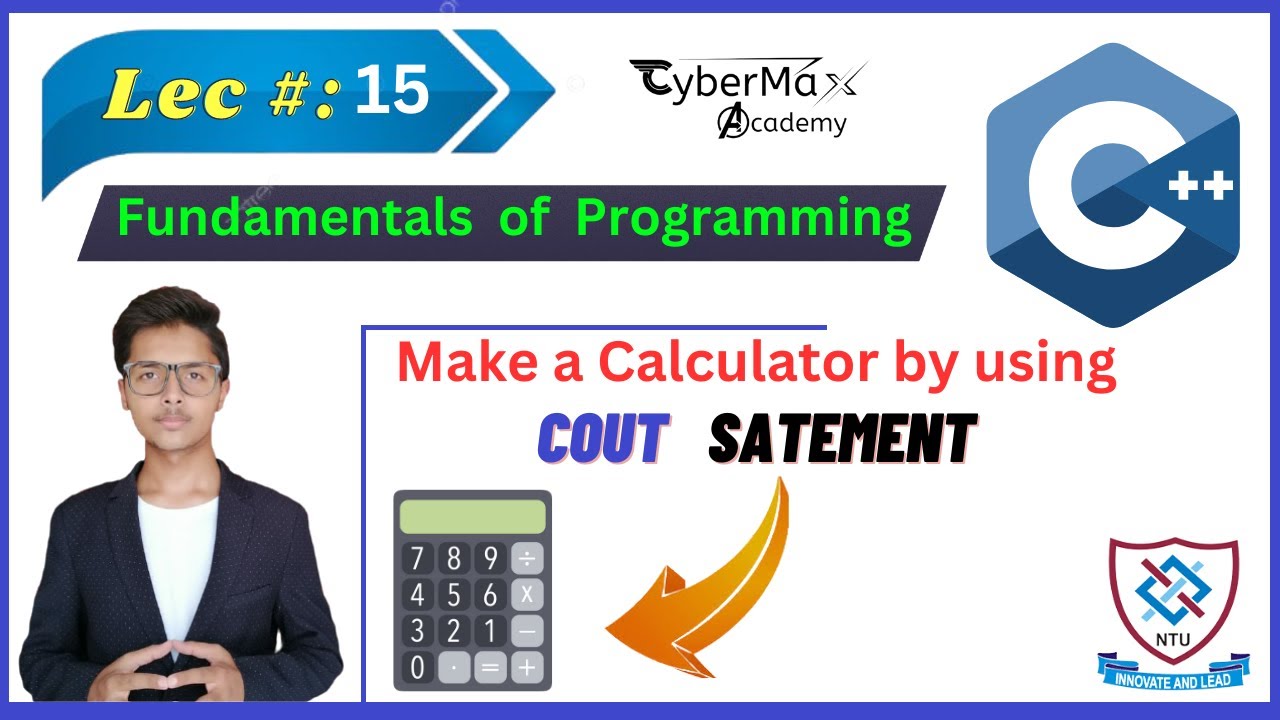 Lec #: 15
CyberMax
Academy
++
Fundamentals of Programming
Make a Calculator by using
COUT SATEMENT
7 8 9 ÷
4 5 6 X
3 2 1 −
0 . = +
NTU
INNOVATE AND LEAD